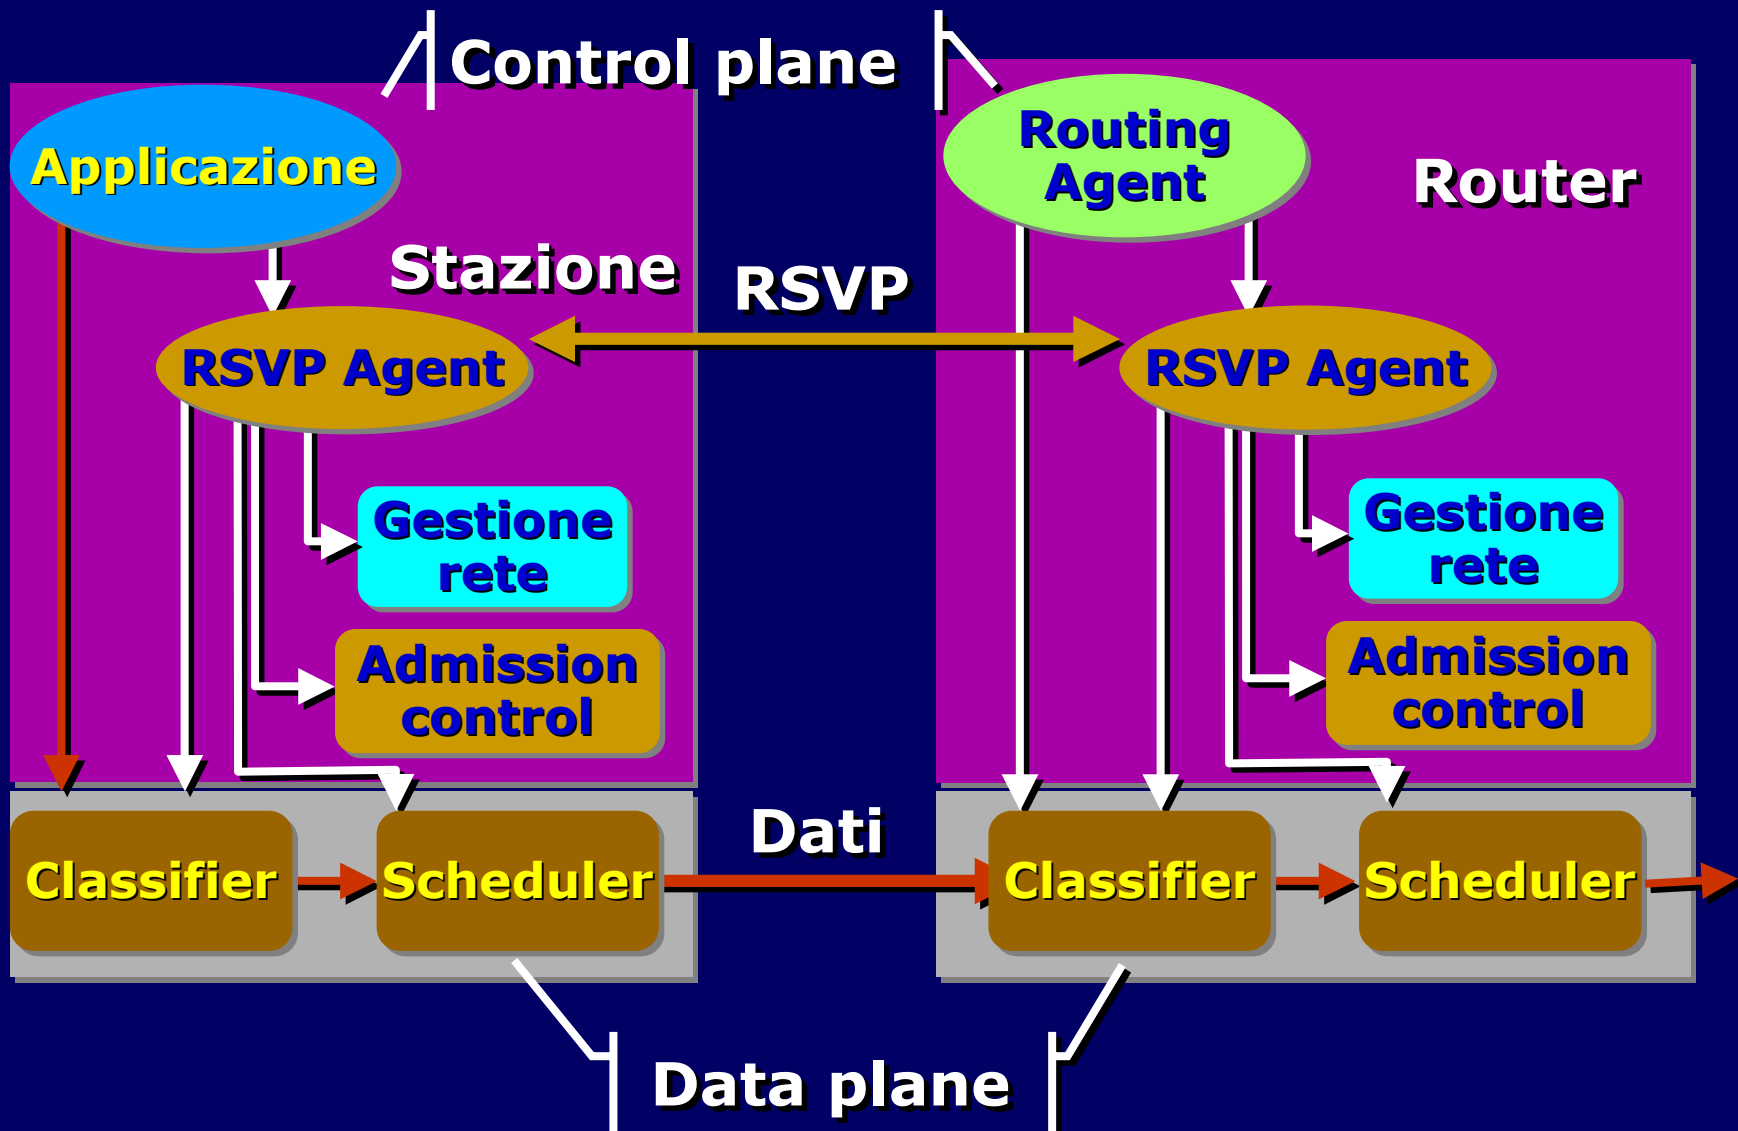 Control plane
Applicazione
Routing
Agent
Router
Stazione
RSVP
RSVP Agent
RSVP Agent
Gestione
rete
Gestione
rete
Admission
control
Admission
control
Dati
Classifier
Scheduler
Classifier
Scheduler
Data plane